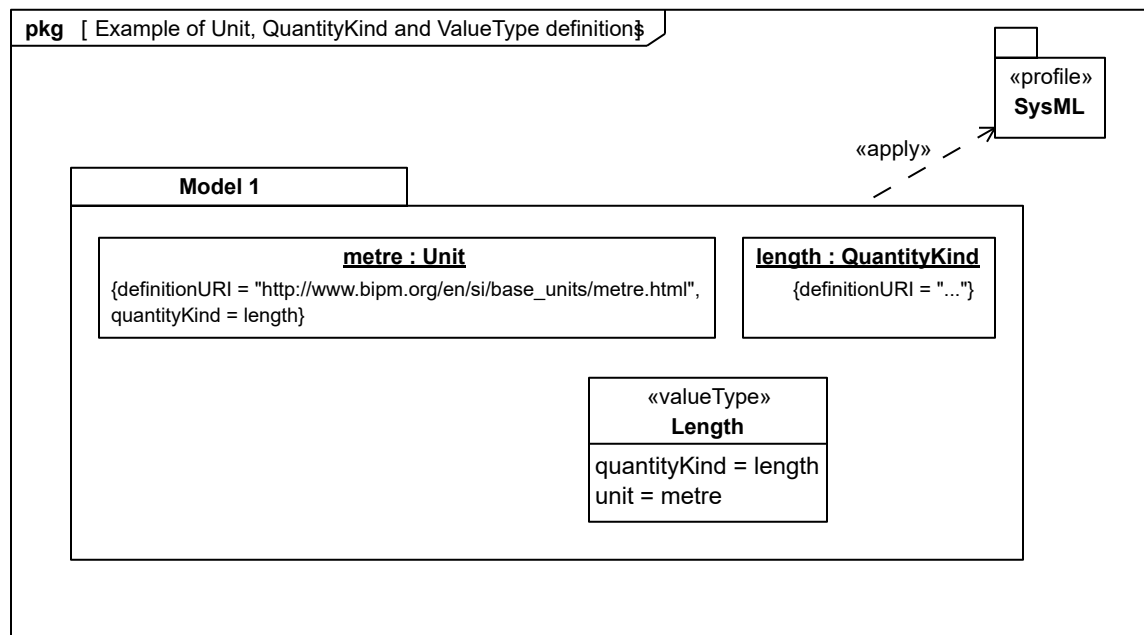 pkg [ Example of Unit, QuantityKind and ValueType definitions]
«profile»
SysML
«apply»
Model 1
metre : Unit
{definitionURI = "http://www.bipm.org/en/si/base_units/metre.html",
quantityKind = length}
length : QuantityKind
{definitionURI = "..."}
«valueType»
Length
quantityKind = length
unit = metre